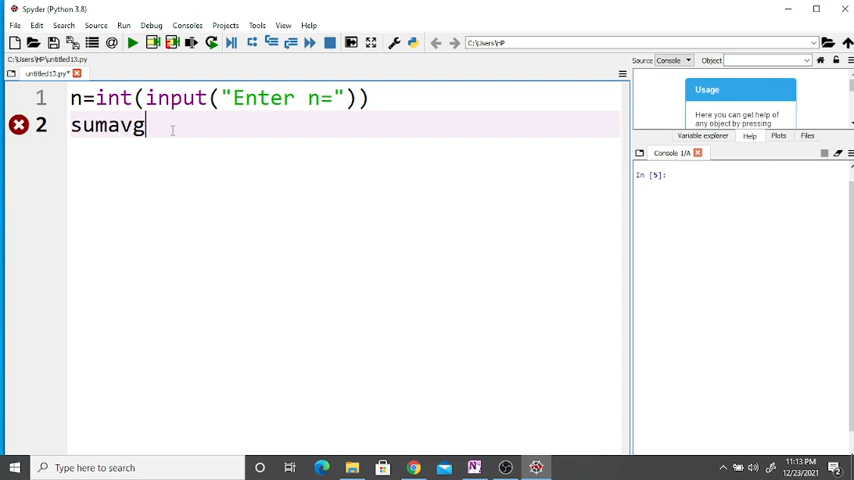 Spyder (Python 3.8)
File Edit Search Source Run Debug Consoles Projects Tools View Help
C:\Users\HP
C:\Users\HP\untitled13.py
Source Console Object
untitled13.py*
Usage
Here you can get help of
any object by pressing
1 n=int(input("Enter n="))
2 sumavg
Variable explorer Help Plots Files
Console 1/A
In [5]:
Type here to search
N
11:13 PM
12/23/2021
2